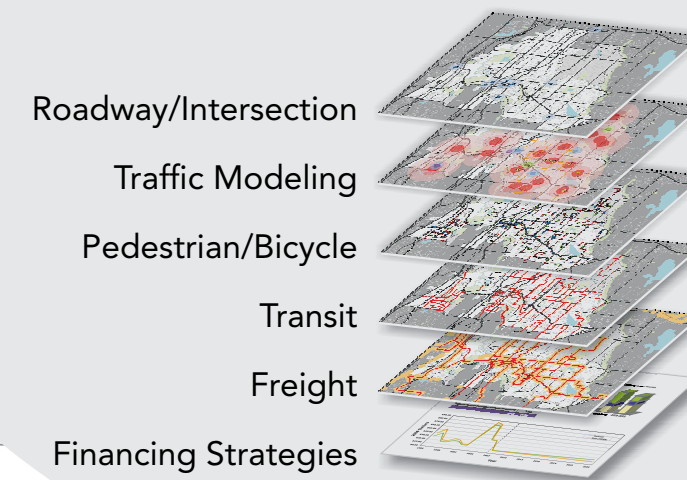 Roadway/Intersection
Traffic Modeling
Pedestrian/Bicycle
Transit
Freight
Financing Strategies